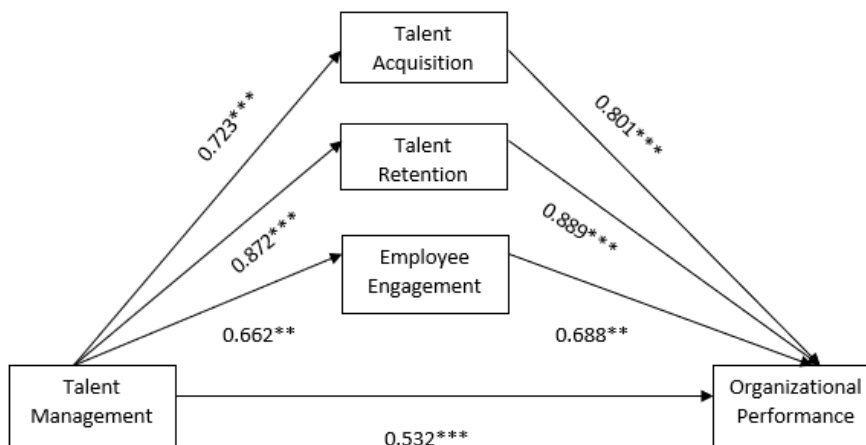 Talent
Acquisition
0.723***
0.801***
Talent
Retention
0.872***
0.889***
Employee
Engagement
0.662**
0.688**
Talent
Management
Organizational
Performance
0.532***